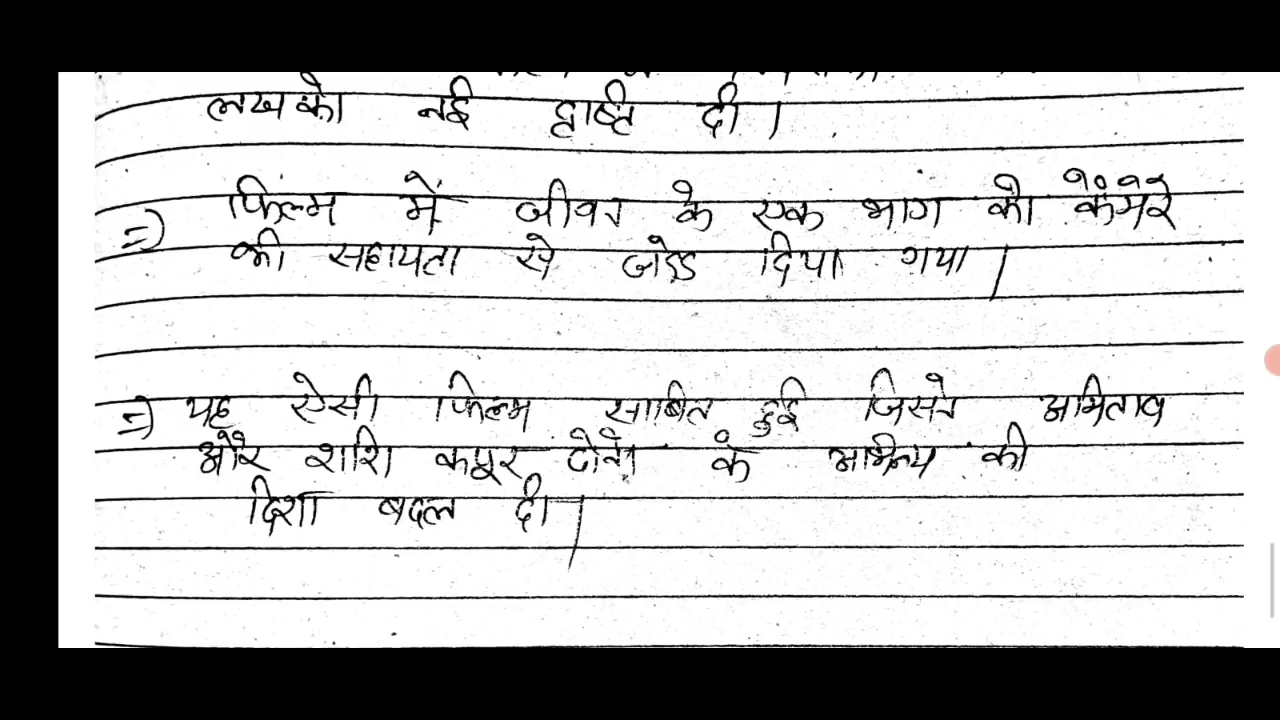 लेखको नई दृष्टि दी।
=) फिल्म में जीवन के एक भाग को कैमरे
की सहायता से जोड़ दिया गया।
=) यह ऐसी फिल्म साबित हुई जिसने अमिताव
और शशि कपूर दोनों के अभिनय की
दिशा बदल दी।